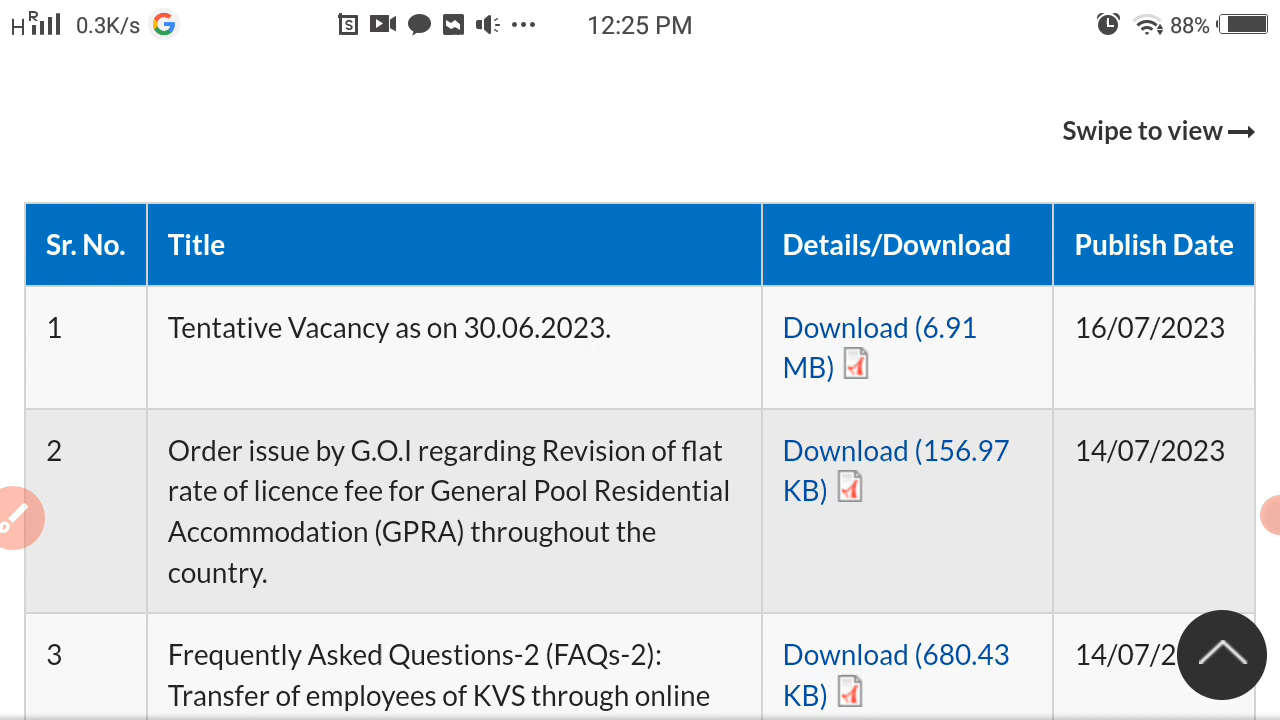 H R 0.3K/s G S 12:25 PM 88%
Swipe to view
Sr. No. Title Details/Download Publish Date
1 Tentative Vacancy as on 30.06.2023. Download (6.91 16/07/2023
MB)
2 Order issue by G.O.I regarding Revision of flat Download (156.97 14/07/2023
rate of licence fee for General Pool Residential KB)
Accommodation (GPRA) throughout the
country.
3 Frequently Asked Questions-2 (FAQs-2): Download (680.43 14/07/2
Transfer of employees of KVS through online KB)